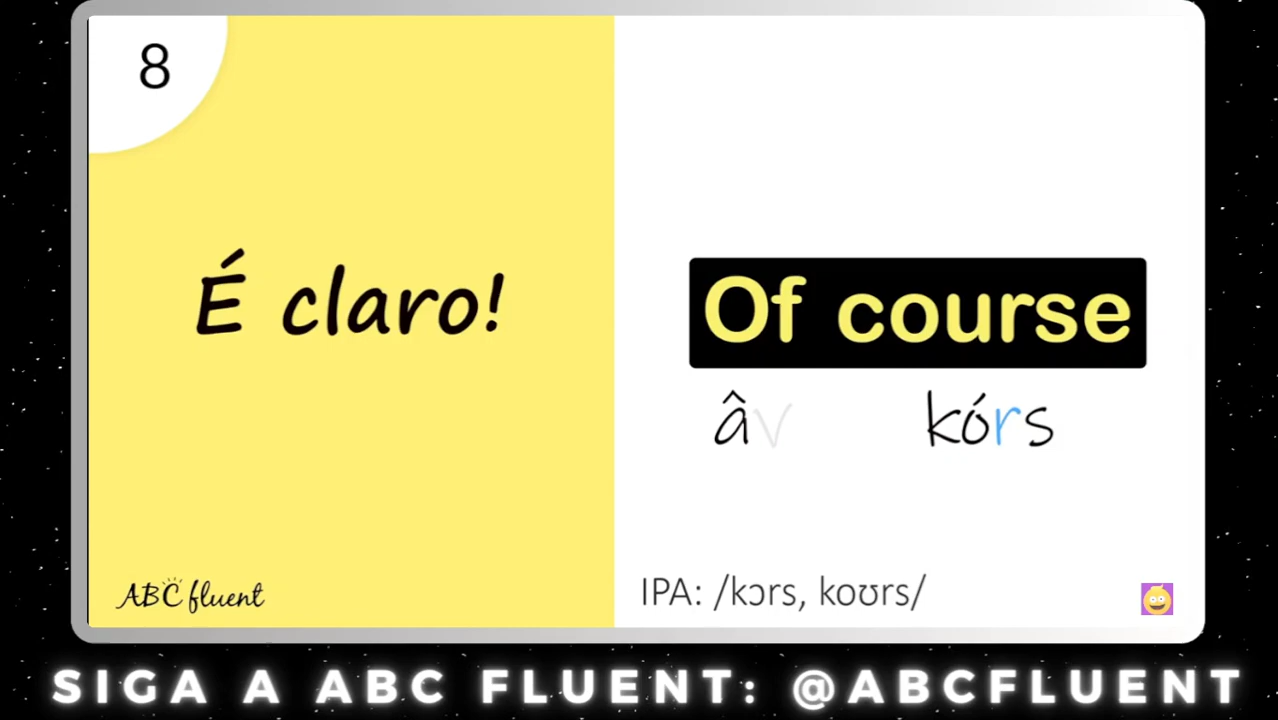 8
É claro!
Of course
âv kórs
ABC fluent
IPA: /kɔrs, koʊrs/
SIGA A ABC FLUENT: @ABCFLUENT